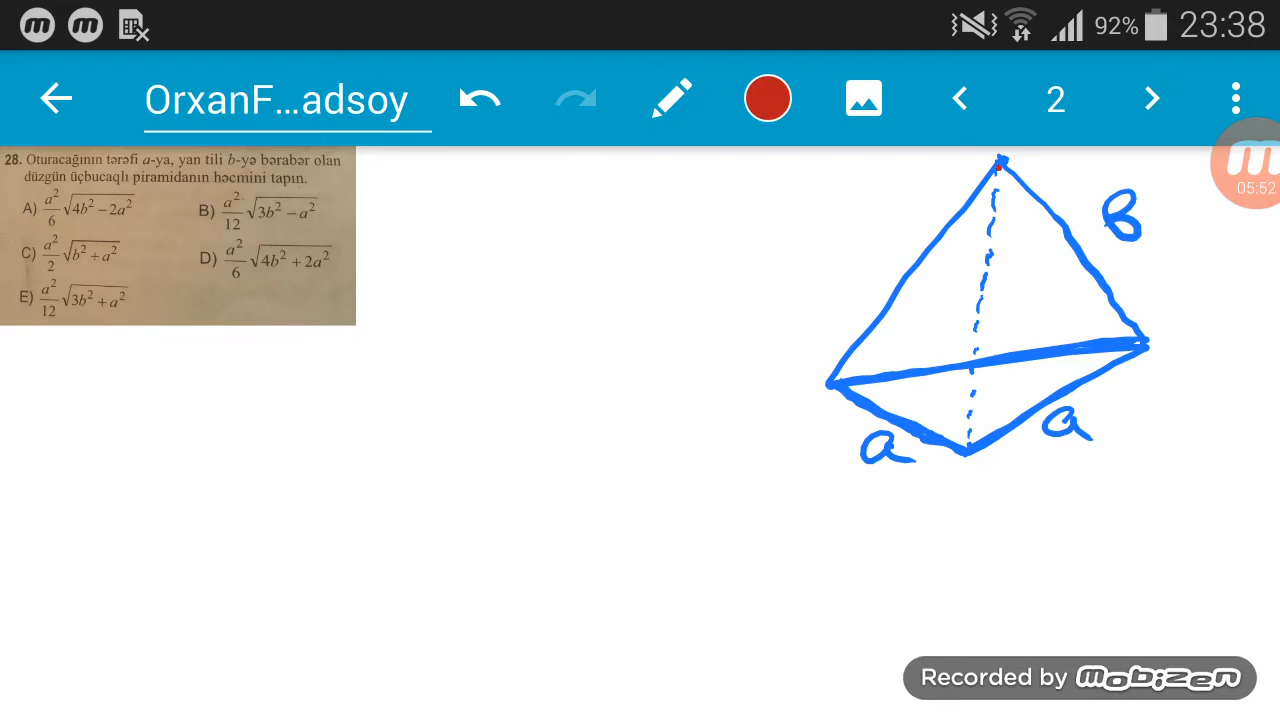 92% 23:38
OrxanF...adsoy 2
05:52
28. Oturacağının tərəfi a-ya, yan tili b-yə bərabər olan
düzgün üçbucaqlı piramidanın həcmini tapın.
A) a²/6 √(4b² − 2a²) B) a²/12 √(3b² − a²)
C) a²/2 √(b² + a²) D) a²/6 √(4b² + 2a²)
E) a²/12 √(3b² + a²)
B
a a
Recorded by mobizen